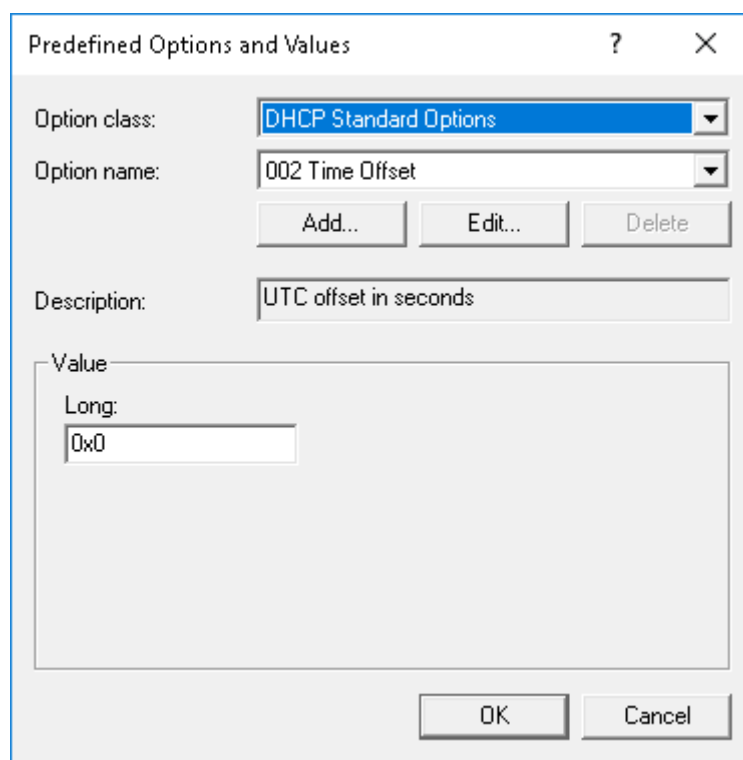 Predefined Options and Values ?
Option class: DHCP Standard Options
Option name: 002 Time Offset
Add... Edit... Delete
Description: UTC offset in seconds
Value
Long:
0x0
OK Cancel